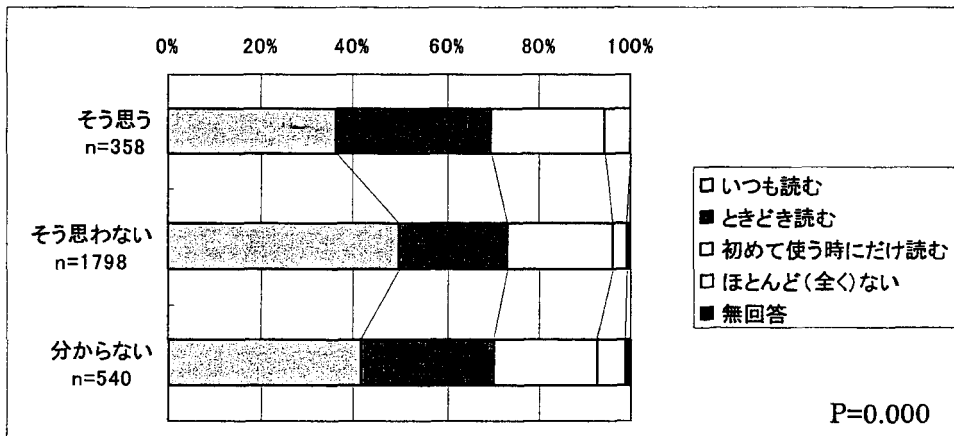 0% 20% 40% 60% 80% 100%
そう思う
n=358
そう思わない
n=1798
分からない
n=540
いつも読む
ときどき読む
初めて使う時にだけ読む
ほとんど(全く)ない
無回答
P=0.000